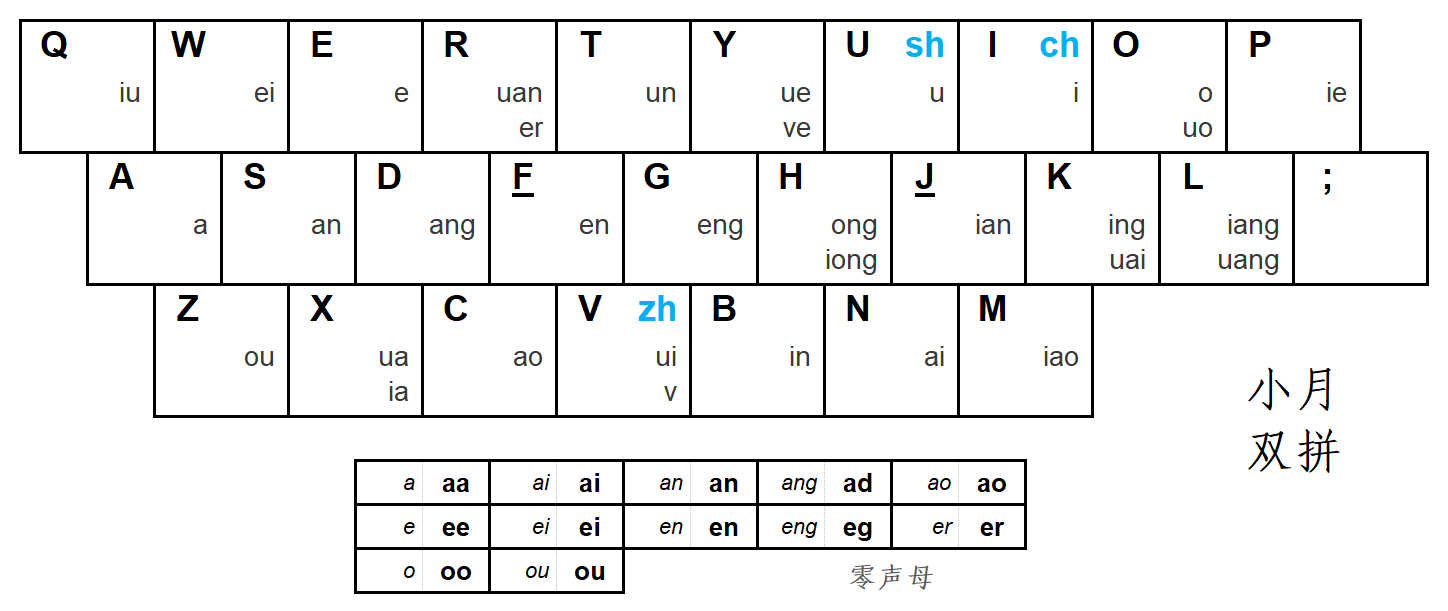 Q W E R T Y U sh I ch O P
iu ei e uan un ue u i o ie
er ve uo
A S D F G H J K L ;
a an ang en eng ong ian ing iang
iong uai uang
Z X C V zh B N M
ou ua ao ui in ai iao
ia v
小月
双拼
a aa ai ai an an ang ad ao ao
e ee ei ei en en eng eg er er
o oo ou ou
零声母